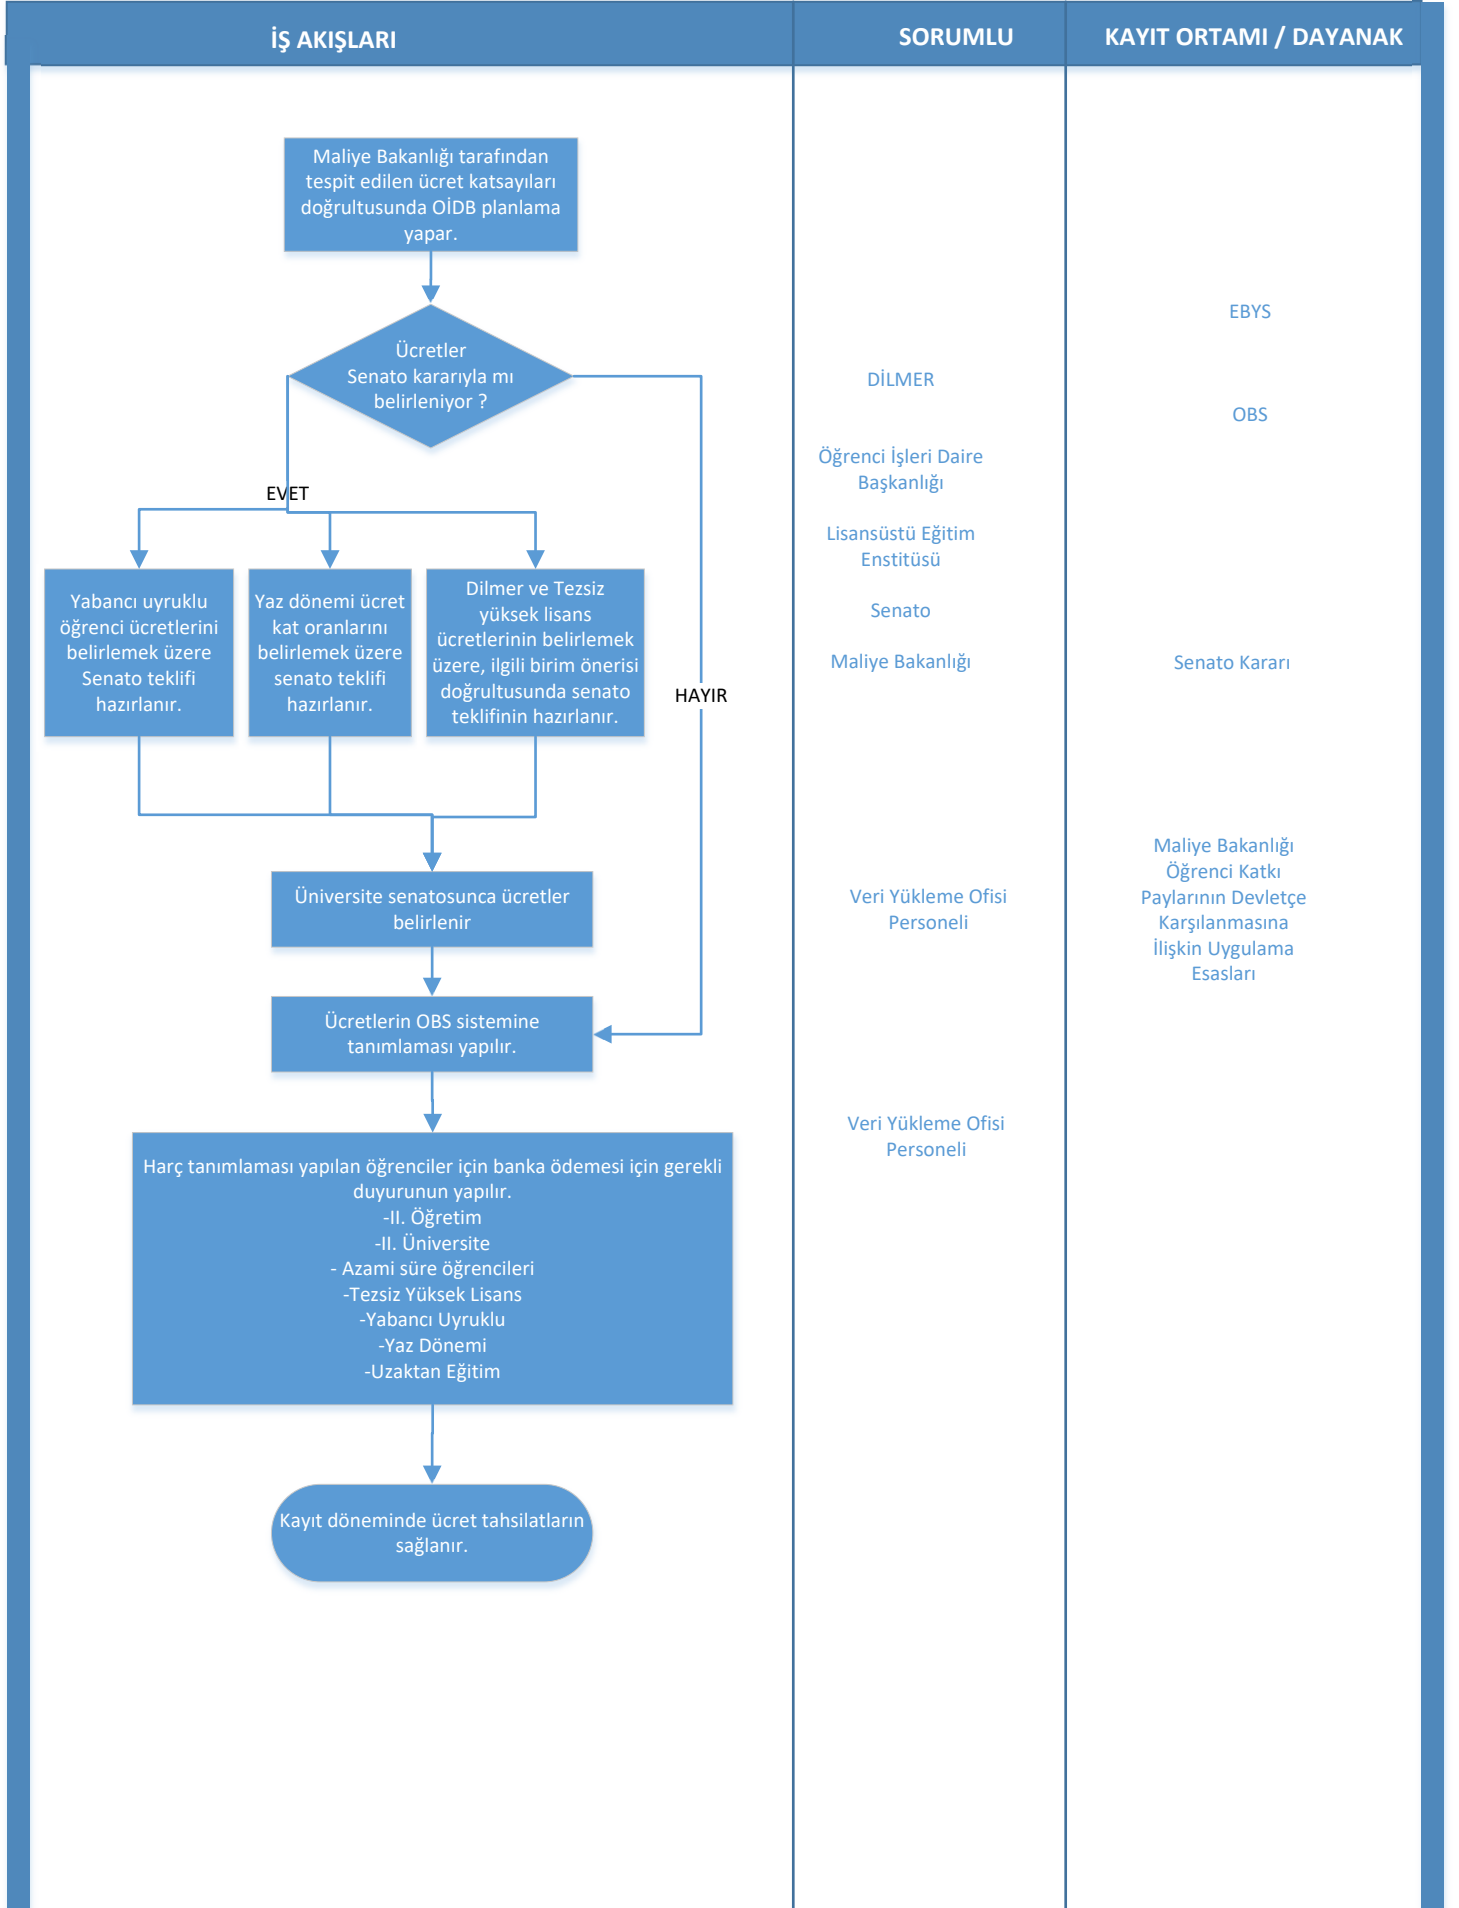 İŞ AKIŞLARI
SORUMLU
KAYIT ORTAMI / DAYANAK
Maliye Bakanlığı tarafından
tespit edilen ücret katsayıları
doğrultusunda OİDB planlama
yapar.
Ücretler
Senato kararıyla mı
belirleniyor ?
EVET
HAYIR
Yabancı uyruklu
öğrenci ücretlerini
belirlemek üzere
Senato teklifi
hazırlanır.
Yaz dönemi ücret
kat oranlarını
belirlemek üzere
senato teklifi
hazırlanır.
Dilmer ve Tezsiz
yüksek lisans
ücretlerinin belirlemek
üzere, ilgili birim önerisi
doğrultusunda senato
teklifinin hazırlanır.
Üniversite senatosunca ücretler
belirlenir
Ücretlerin OBS sistemine
tanımlaması yapılır.
Harç tanımlaması yapılan öğrenciler için banka ödemesi için gerekli
duyurunun yapılır.
-II. Öğretim
-II. Üniversite
- Azami süre öğrencileri
-Tezsiz Yüksek Lisans
-Yabancı Uyruklu
-Yaz Dönemi
-Uzaktan Eğitim
Kayıt döneminde ücret tahsilatların
sağlanır.
DİLMER
Öğrenci İşleri Daire
Başkanlığı
Lisansüstü Eğitim
Enstitüsü
Senato
Maliye Bakanlığı
Veri Yükleme Ofisi
Personeli
Veri Yükleme Ofisi
Personeli
EBYS
OBS
Senato Kararı
Maliye Bakanlığı
Öğrenci Katkı
Paylarının Devletçe
Karşılanmasına
İlişkin Uygulama
Esasları